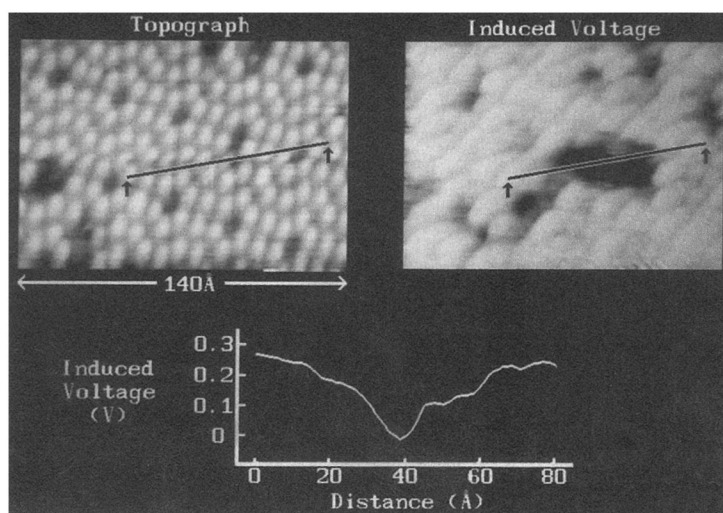 Topograph
Induced Voltage
140Å
Induced
Voltage
(V)
0.3
0.2
0.1
0
0 20 40 60 80
Distance (Å)